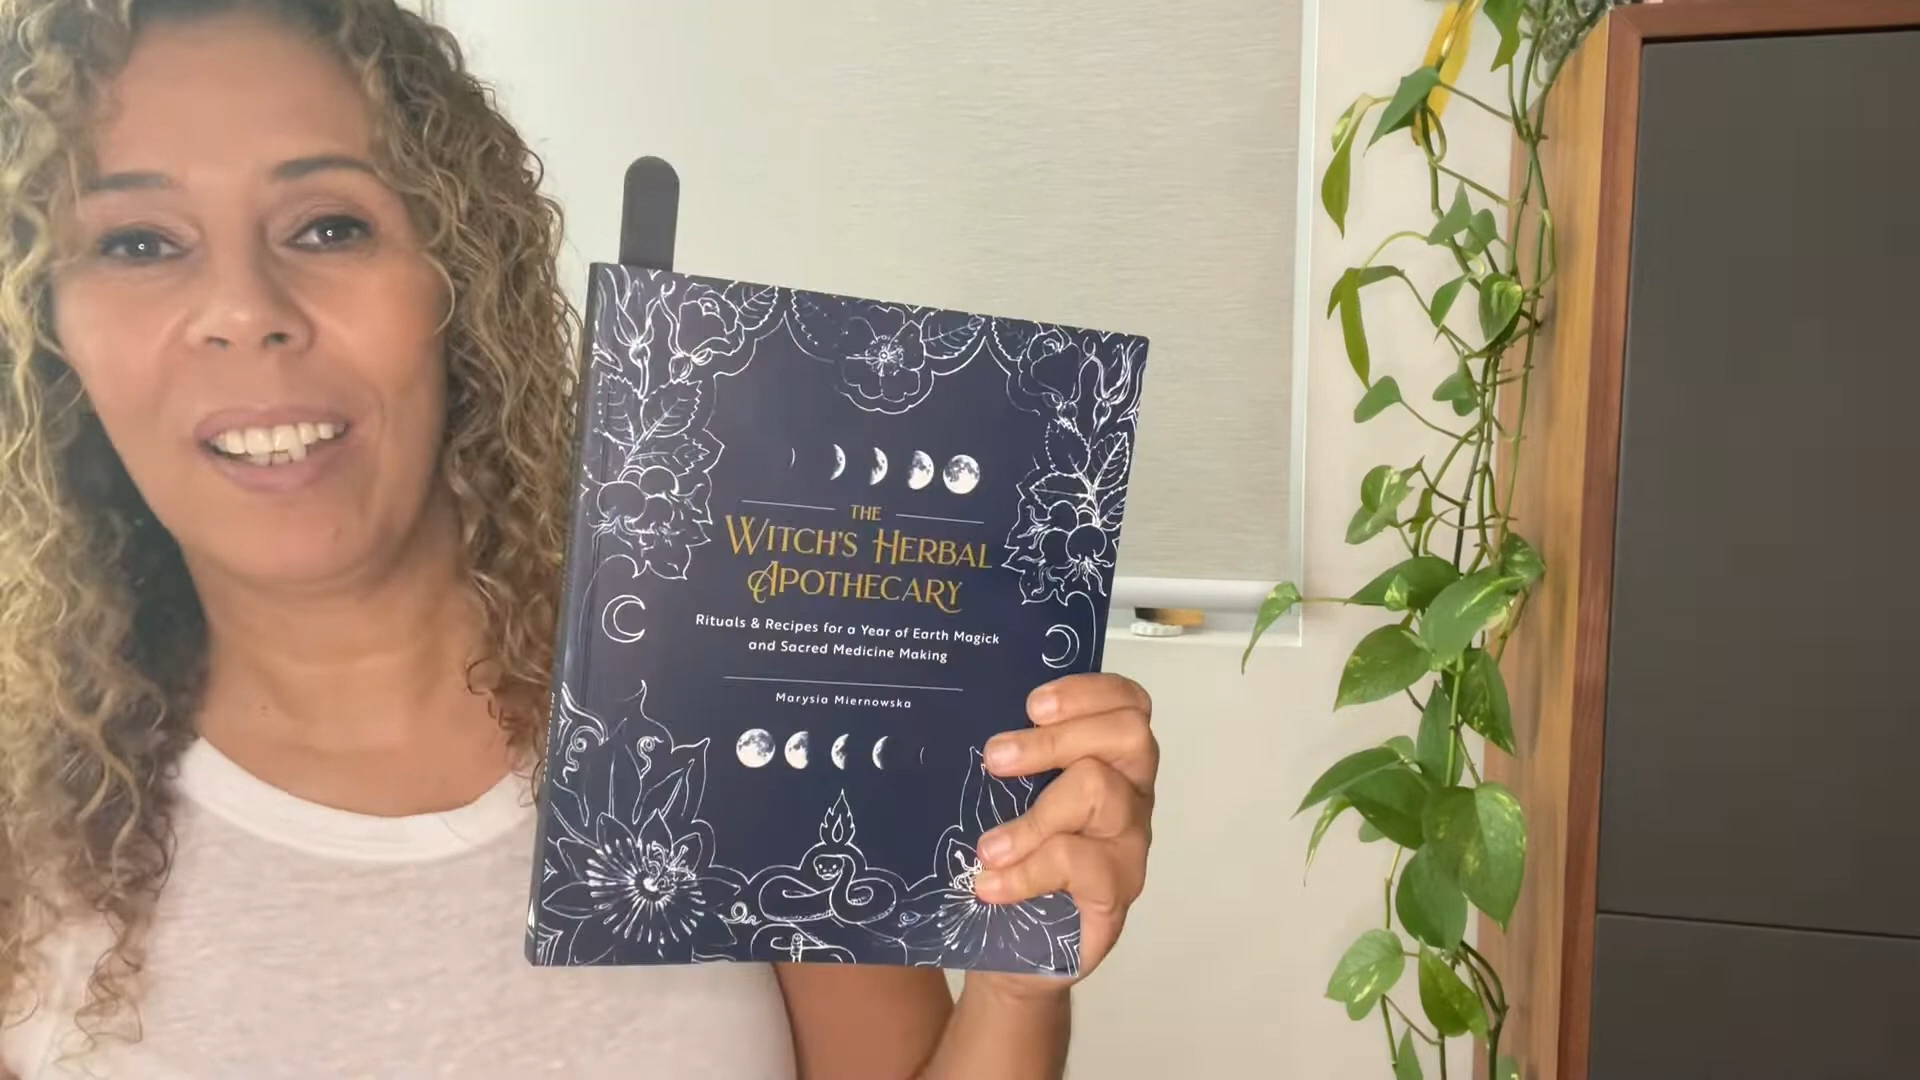 THE
WITCH'S HERBAL
APOTHECARY
Rituals & Recipes for a Year of Earth Magick
and Sacred Medicine Making
Marysia Miernowska